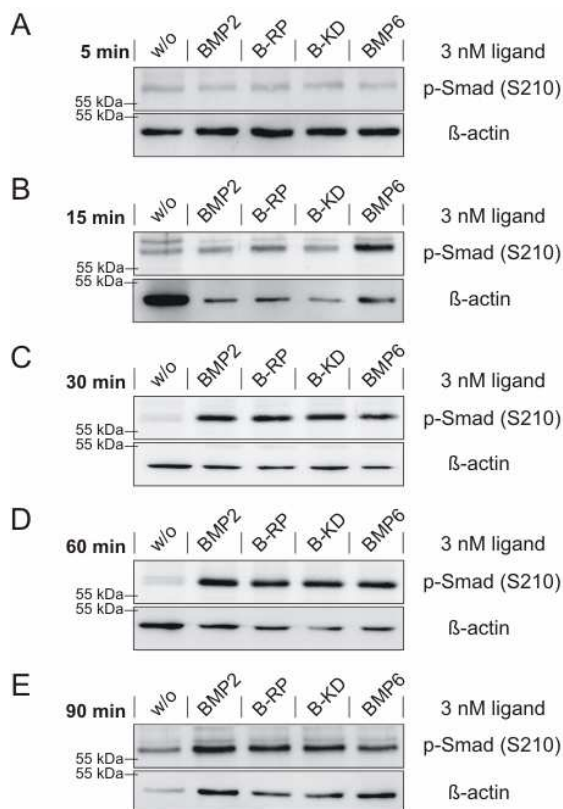 A
5 min w/o BMP2 B-RP B-KD BMP6 3 nM ligand
55 kDa p-Smad (S210)
55 kDa ß-actin
B
15 min w/o BMP2 B-RP B-KD BMP6 3 nM ligand
55 kDa p-Smad (S210)
55 kDa ß-actin
C
30 min w/o BMP2 B-RP B-KD BMP6 3 nM ligand
55 kDa p-Smad (S210)
55 kDa ß-actin
D
60 min w/o BMP2 B-RP B-KD BMP6 3 nM ligand
55 kDa p-Smad (S210)
55 kDa ß-actin
E
90 min w/o BMP2 B-RP B-KD BMP6 3 nM ligand
55 kDa p-Smad (S210)
55 kDa ß-actin